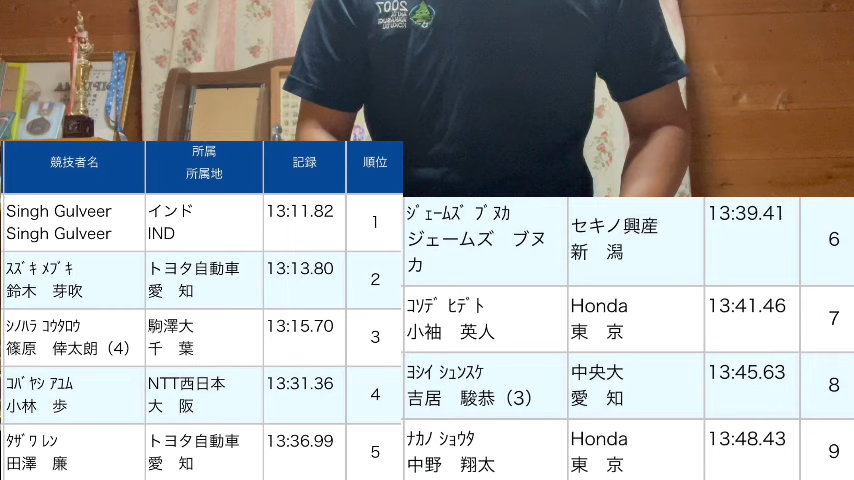 2007
競技者名 所属 記録 順位
所属地
Singh Gulveer インド 13:11.82 1
Singh Gulveer IND
ｽｽﾞｷ ﾒﾌﾞｷ トヨタ自動車 13:13.80 2
鈴木　芽吹 愛　知
ｼﾉﾊﾗ ｺｳﾀﾛｳ 駒澤大 13:15.70 3
篠原　倖太朗（4） 千　葉
ｺﾊﾞﾔｼ ｱﾕﾑ NTT西日本 13:31.36 4
小林　歩 大　阪
ﾀｻﾞﾜ ﾚﾝ トヨタ自動車 13:36.99 5
田澤　廉 愛　知
ｼﾞｪｰﾑｽﾞ ﾌﾞﾇｶ セキノ興産 13:39.41 6
ジェームズ　ブヌ 新　潟
カ
ｺｿﾃﾞ ﾋﾃﾞﾄ Honda 13:41.46 7
小袖　英人 東　京
ﾖｼｲ ｼｭﾝｽｹ 中央大 13:45.63 8
吉居　駿恭（3） 愛　知
ﾅｶﾉ ｼｮｳﾀ Honda 13:48.43 9
中野　翔太 東　京